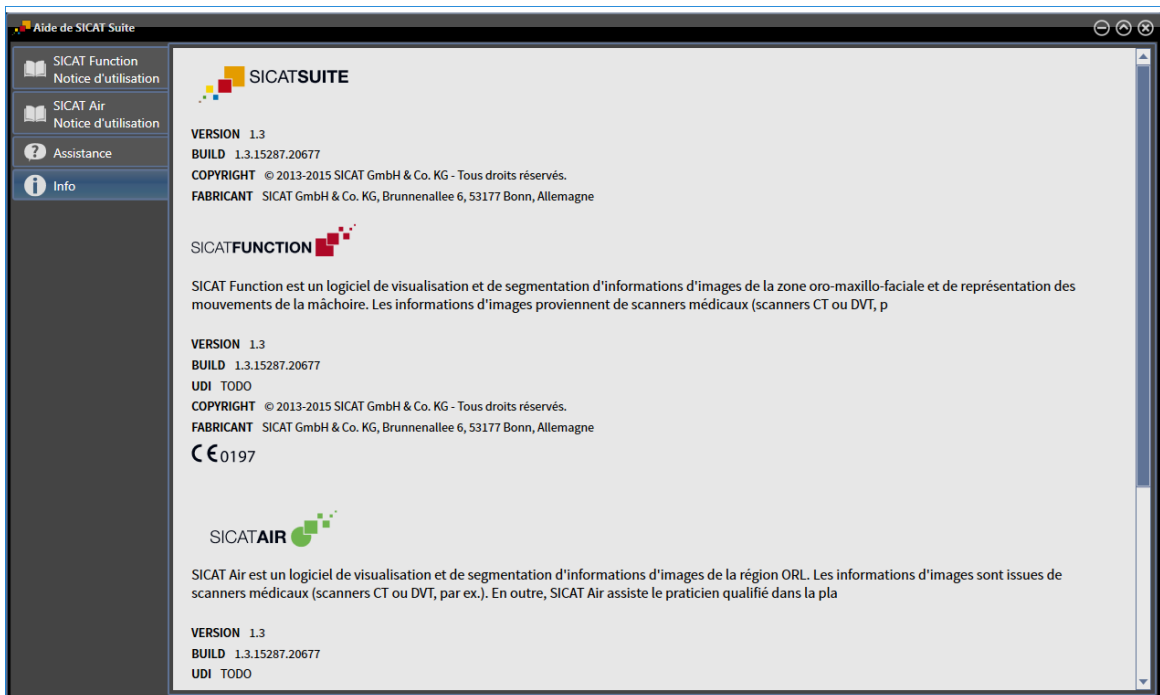 Aide de SICAT Suite
SICAT Function
Notice d'utilisation
SICAT Air
Notice d'utilisation
Assistance
Info
SICATSUITE
VERSION 1.3
BUILD 1.3.15287.20677
COPYRIGHT © 2013-2015 SICAT GmbH & Co. KG - Tous droits réservés.
FABRICANT SICAT GmbH & Co. KG, Brunnenallee 6, 53177 Bonn, Allemagne
SICATFUNCTION
SICAT Function est un logiciel de visualisation et de segmentation d'informations d'images de la zone oro-maxillo-faciale et de représentation des
mouvements de la mâchoire. Les informations d'images proviennent de scanners médicaux (scanners CT ou DVT, p
VERSION 1.3
BUILD 1.3.15287.20677
UDI TODO
COPYRIGHT © 2013-2015 SICAT GmbH & Co. KG - Tous droits réservés.
FABRICANT SICAT GmbH & Co. KG, Brunnenallee 6, 53177 Bonn, Allemagne
CE0197
SICATAIR
SICAT Air est un logiciel de visualisation et de segmentation d'informations d'images de la région ORL. Les informations d'images sont issues de
scanners médicaux (scanners CT ou DVT, par ex.). En outre, SICAT Air assiste le praticien qualifié dans la pla
VERSION 1.3
BUILD 1.3.15287.20677
UDI TODO